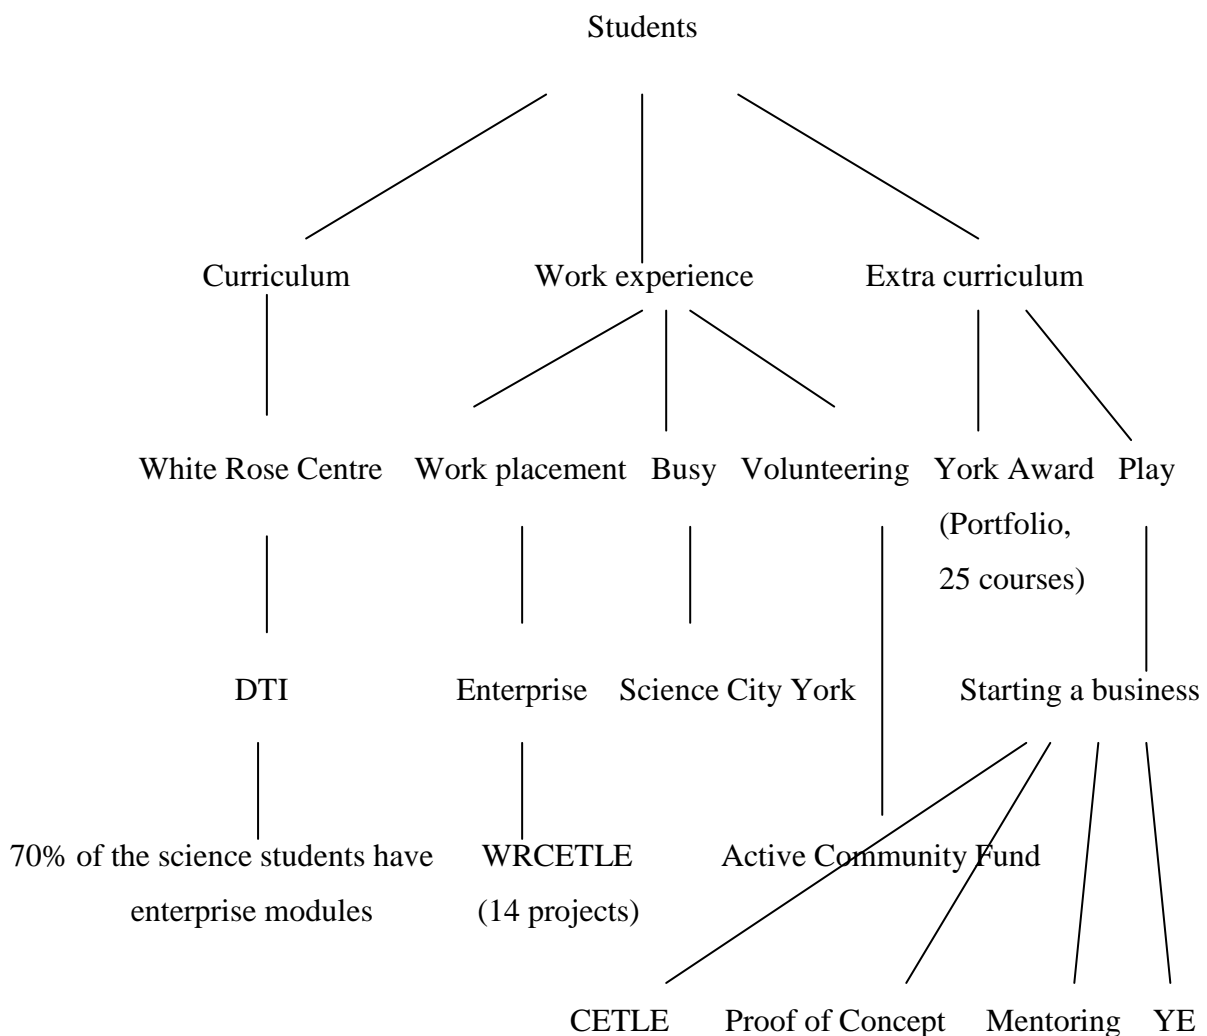 Students
Curriculum Work experience Extra curriculum
White Rose Centre Work placement Busy Volunteering York Award Play
(Portfolio,
25 courses)
DTI Enterprise Science City York Starting a business
70% of the science students have WRCETLE Active Community Fund
enterprise modules (14 projects)
CETLE Proof of Concept Mentoring YE